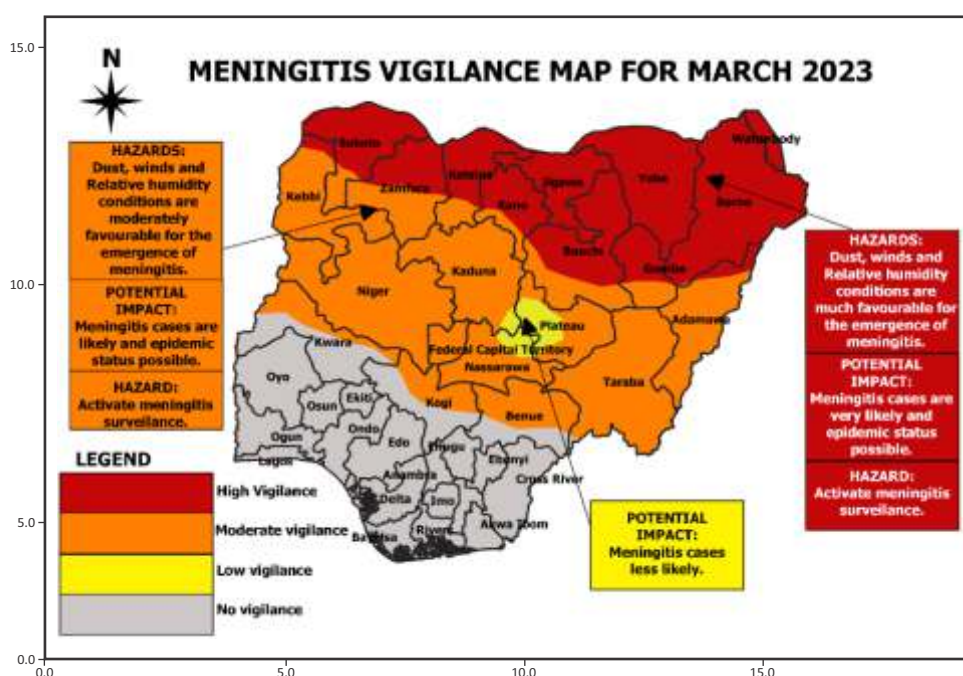 15.0
10.0
5.0
0.0
0.0
5.0
10.0
15.0
N
MENINGITIS VIGILANCE MAP FOR MARCH 2023
HAZARDS:
Dust, winds and
Relative humidity
conditions are
moderately
favourable for the
emergence of
meningitis.
POTENTIAL
IMPACT:
Meningitis cases are
likely and epidemic
status possible.
HAZARD:
Activate meningitis
surveilance.
Sokoto
Kebbi
Zamfara
Katsina
Kano
Jigawa
Yobe
Borno
Bauchi
Gombe
Kaduna
Niger
Plateau
Adamawa
Federal Capital Territory
Nassarawa
Taraba
Kwara
Kogi
Benue
Oyo
Osun
Ekiti
Ondo
Edo
Ogun
Lagos
Enugu
Ebonyi
Anambra
Cross River
Delta
Imo
Rivers
Akwa Ibom
HAZARDS:
Dust, winds and
Relative humidity
conditions are
much favourable for
the emergence of
meningitis.
POTENTIAL
IMPACT:
Meningitis cases are
very likely and
epidemic status
possible.
HAZARD:
Activate meningitis
surveilance.
POTENTIAL
IMPACT:
Meningitis cases
less likely.
LEGEND
High Vigilance
Moderate vigilance
Low vigilance
No vigilance